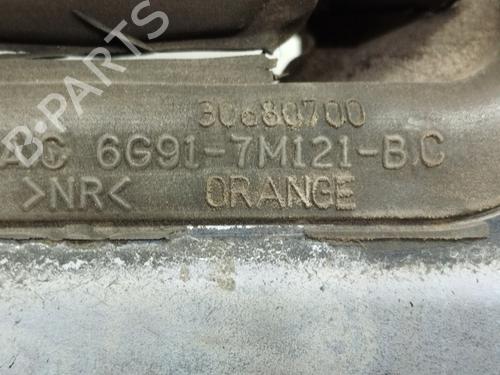 30680700
AC 6G91-7M121-BC
>NR< ORANGE
B-PARTS